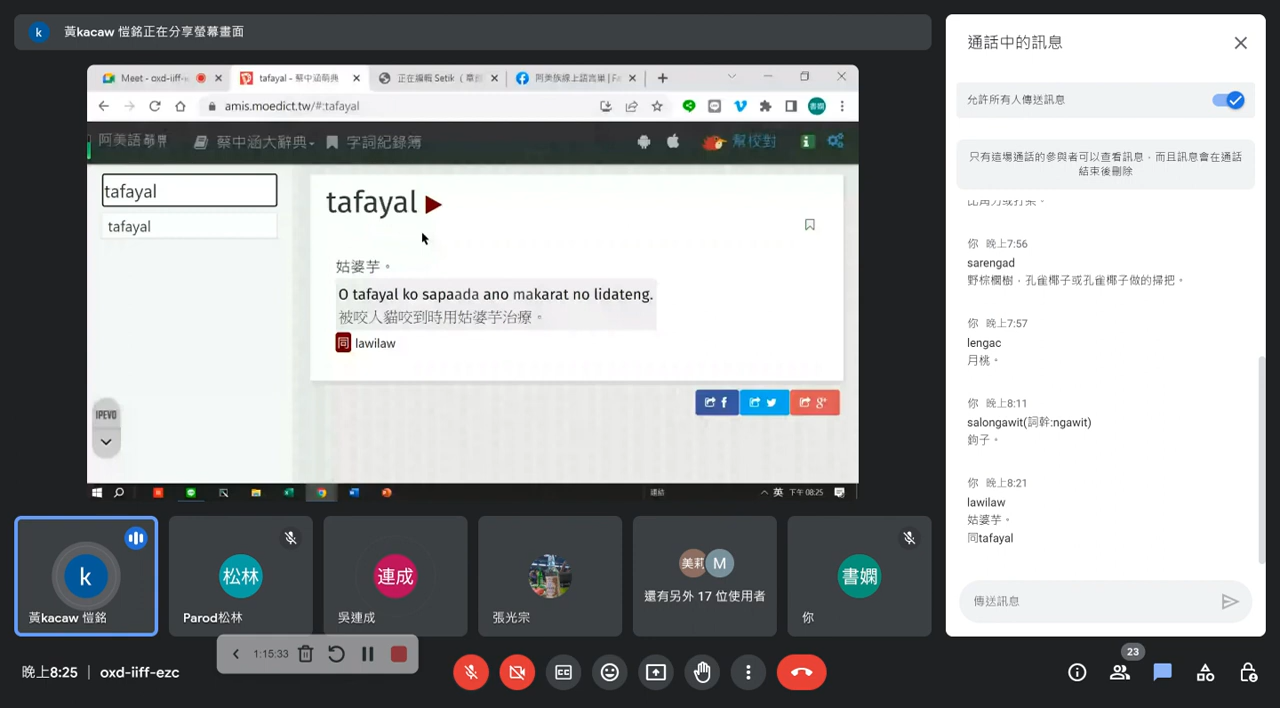 k
黃kacaw 愷銘正在分享螢幕畫面
Meet - oxd-iiff-
tafayal - 蔡中涵萌典
正在編輯 Setik
阿美族線上語言巢
amis.moedict.tw/#:tafayal
書嫻
阿美語萌典
蔡中涵大辭典
字詞紀錄簿
幫校對
tafayal
tafayal
tafayal
姑婆芋。
O tafayal ko sapaada ano makarat no lidateng.
被咬人貓咬到時用姑婆芋治療。
同 lawilaw
IPEVO
連結
英
下午 08:25
k
黃kacaw 愷銘
松林
Parod松林
連成
吳連成
張光宗
美莉
M
還有另外 17 位使用者
書嫻
你
1:15:33
晚上8:25
oxd-iiff-ezc
23
通話中的訊息
允許所有人傳送訊息
只有這場通話的參與者可以查看訊息，而且訊息會在通話
結束後刪除
你 晚上7:56
sarengad
野棕櫚樹，孔雀椰子或孔雀椰子做的掃把。
你 晚上7:57
lengac
月桃。
你 晚上8:11
salongawit(詞幹:ngawit)
鉤子。
你 晚上8:21
lawilaw
姑婆芋。
同tafayal
傳送訊息